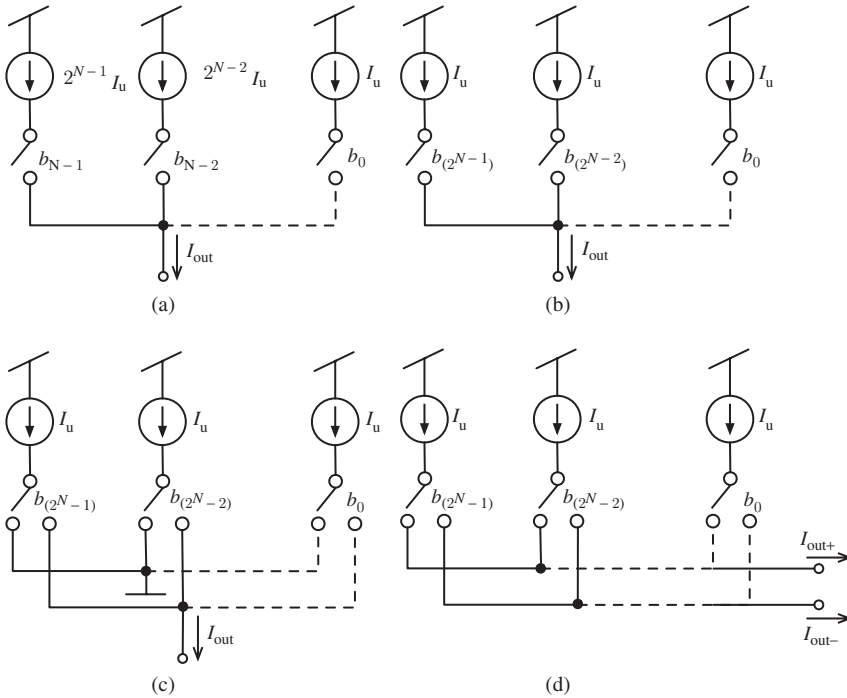 2^{N−1} I_u 2^{N−2} I_u I_u I_u I_u I_u
b_{N−1} b_{N−2} b_0 b_{(2^N−1)} b_{(2^N−2)} b_0
I_out I_out
(a) (b)
I_u I_u I_u I_u I_u I_u
b_{(2^N−1)} b_{(2^N−2)} b_0 b_{(2^N−1)} b_{(2^N−2)} b_0
I_out+
I_out I_out−
(c) (d)